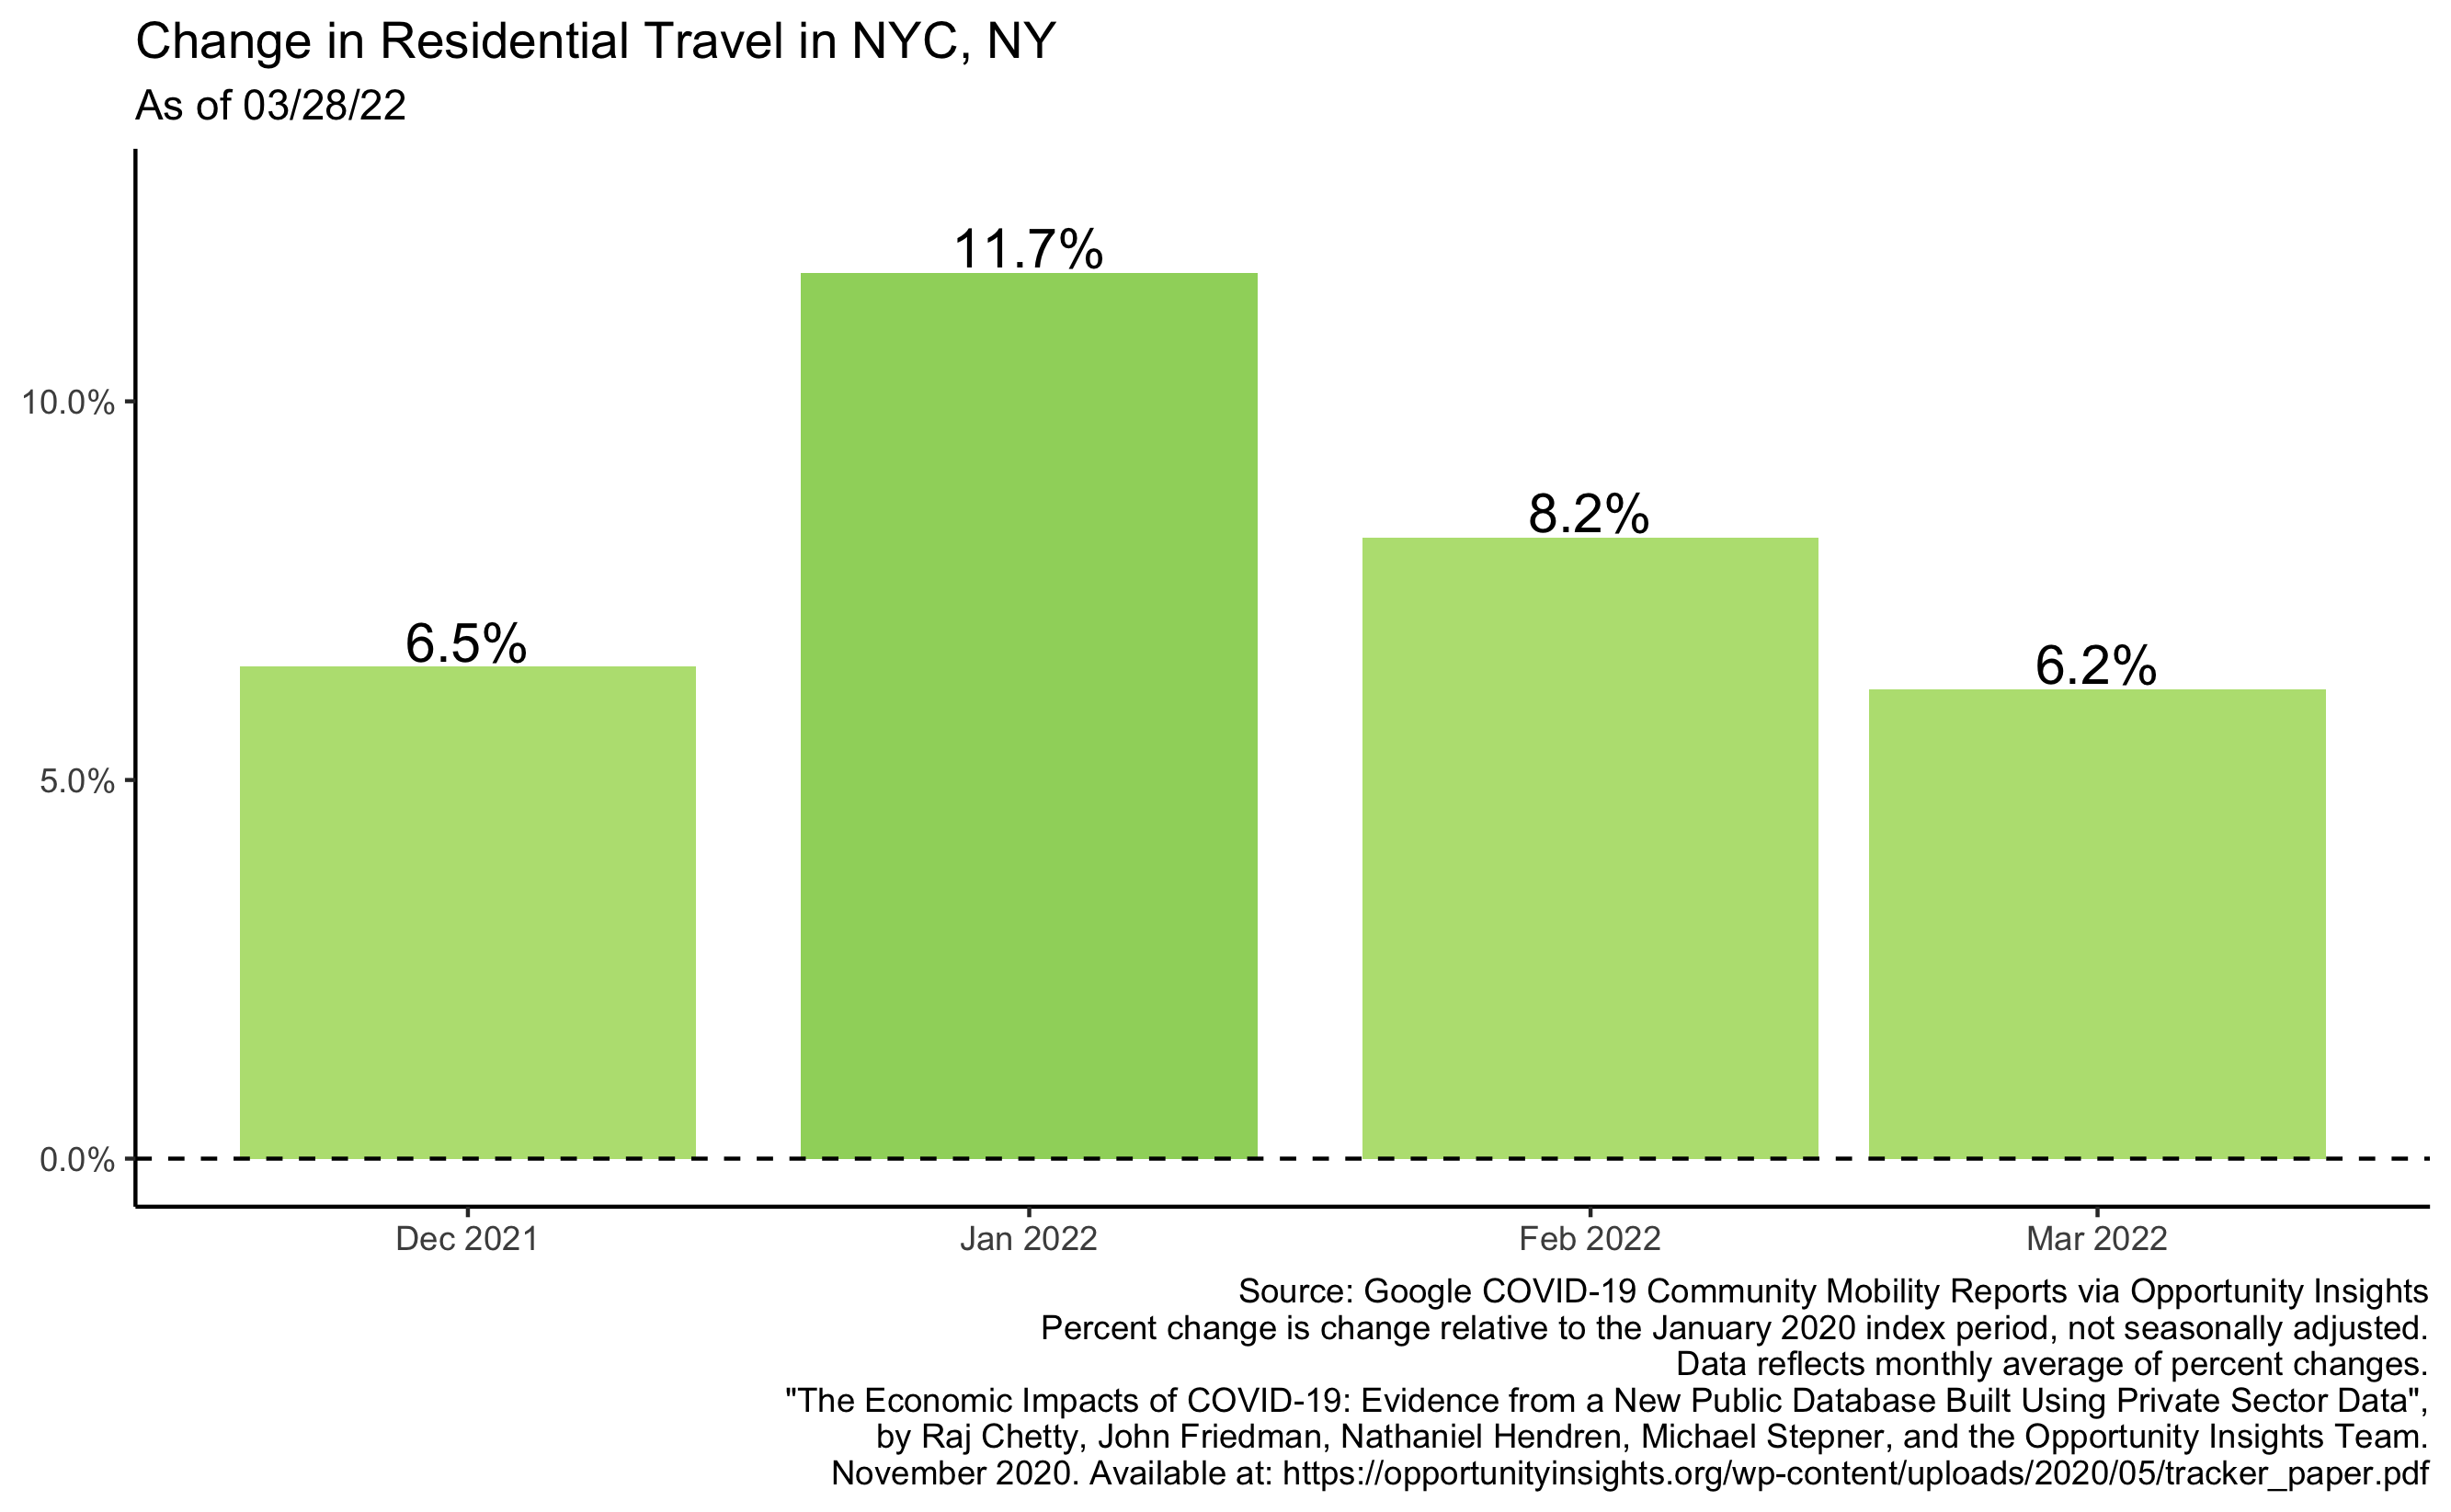 Change in Residential Travel in NYC, NY
As of 03/28/22
11.7%
10.0%
8.2%
6.5%
6.2%
5.0%
0.0%
Dec 2021 Jan 2022 Feb 2022 Mar 2022
Source: Google COVID-19 Community Mobility Reports via Opportunity Insights
Percent change is change relative to the January 2020 index period, not seasonally adjusted.
Data reflects monthly average of percent changes.
"The Economic Impacts of COVID-19: Evidence from a New Public Database Built Using Private Sector Data",
by Raj Chetty, John Friedman, Nathaniel Hendren, Michael Stepner, and the Opportunity Insights Team.
November 2020. Available at: https://opportunityinsights.org/wp-content/uploads/2020/05/tracker_paper.pdf